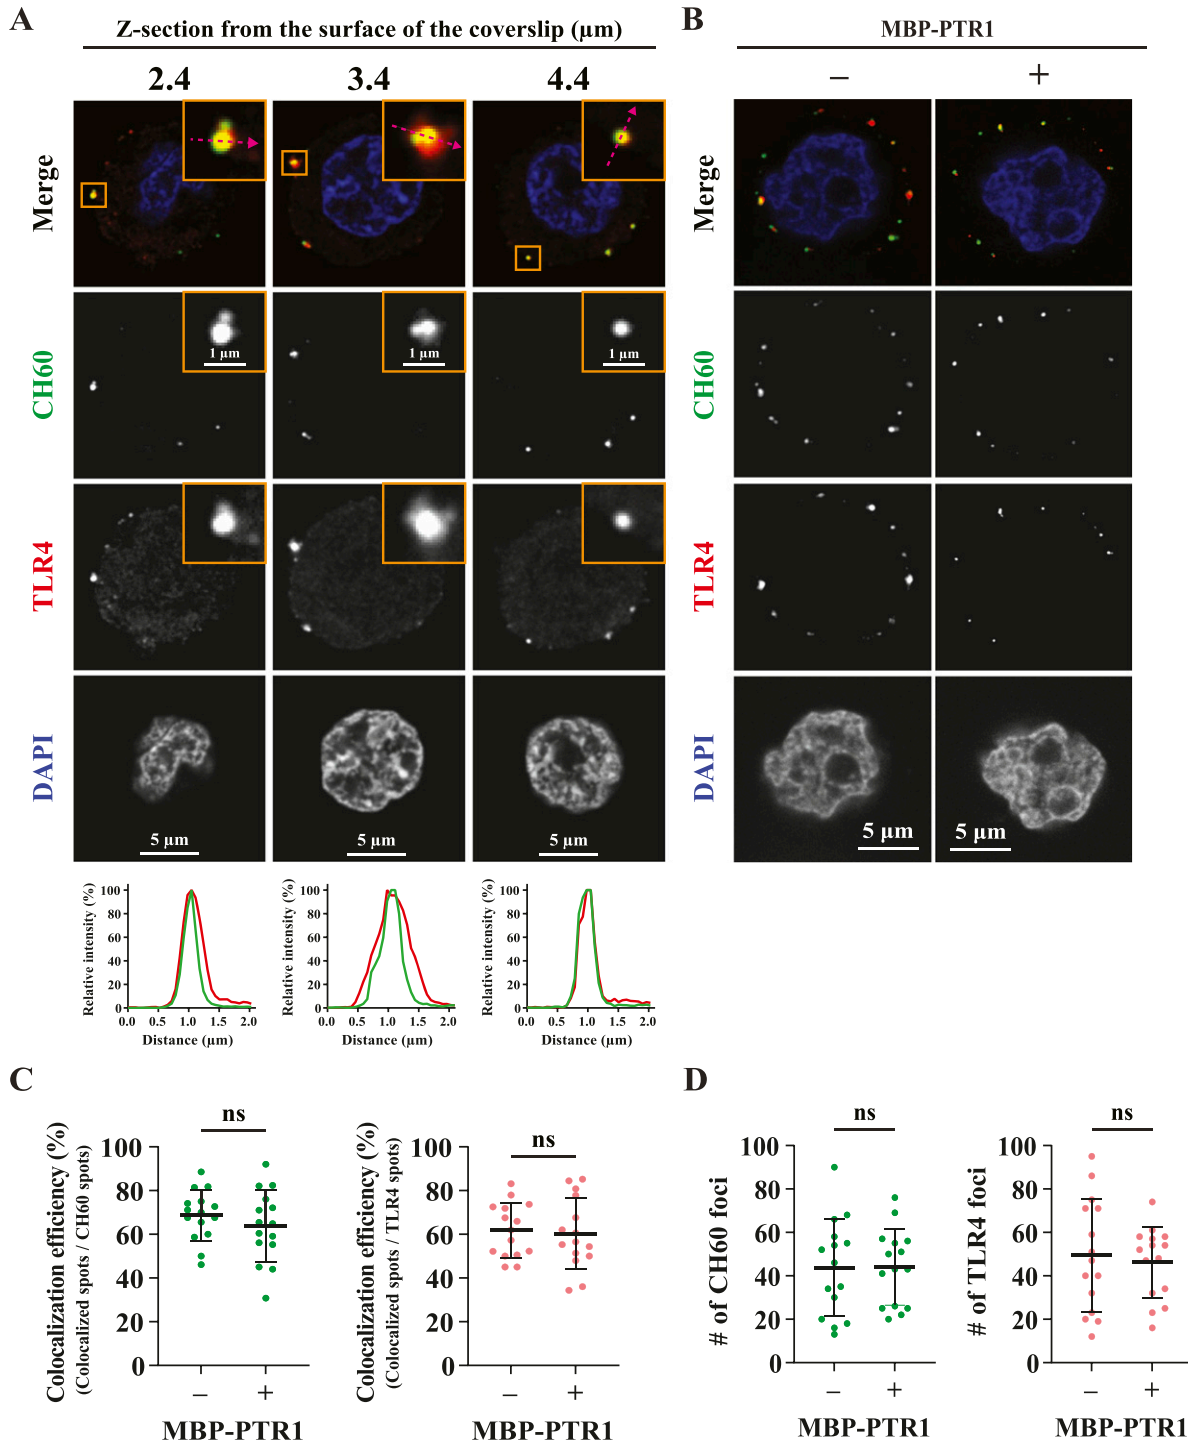 A
Z-section from the surface of the coverslip (µm)
2.4 3.4 4.4
Merge
CH60
1 µm 1 µm 1 µm
TLR4
DAPI
5 µm 5 µm 5 µm
Relative intensity (%)
100
80
60
40
20
0
0.0 0.5 1.0 1.5 2.0
Distance (µm)
Relative intensity (%)
100
80
60
40
20
0
0.0 0.5 1.0 1.5 2.0
Distance (µm)
Relative intensity (%)
100
80
60
40
20
0
0.0 0.5 1.0 1.5 2.0
Distance (µm)
B
MBP-PTR1
− +
Merge
CH60
TLR4
DAPI
5 µm 5 µm
C
Colocalization efficiency (%)
(Colocalized spots / CH60 spots)
ns
100
80
60
40
20
0
− +
MBP-PTR1
Colocalization efficiency (%)
(Colocalized spots / TLR4 spots)
ns
100
80
60
40
20
0
− +
MBP-PTR1
D
# of CH60 foci
ns
100
80
60
40
20
0
− +
MBP-PTR1
# of TLR4 foci
ns
100
80
60
40
20
0
− +
MBP-PTR1